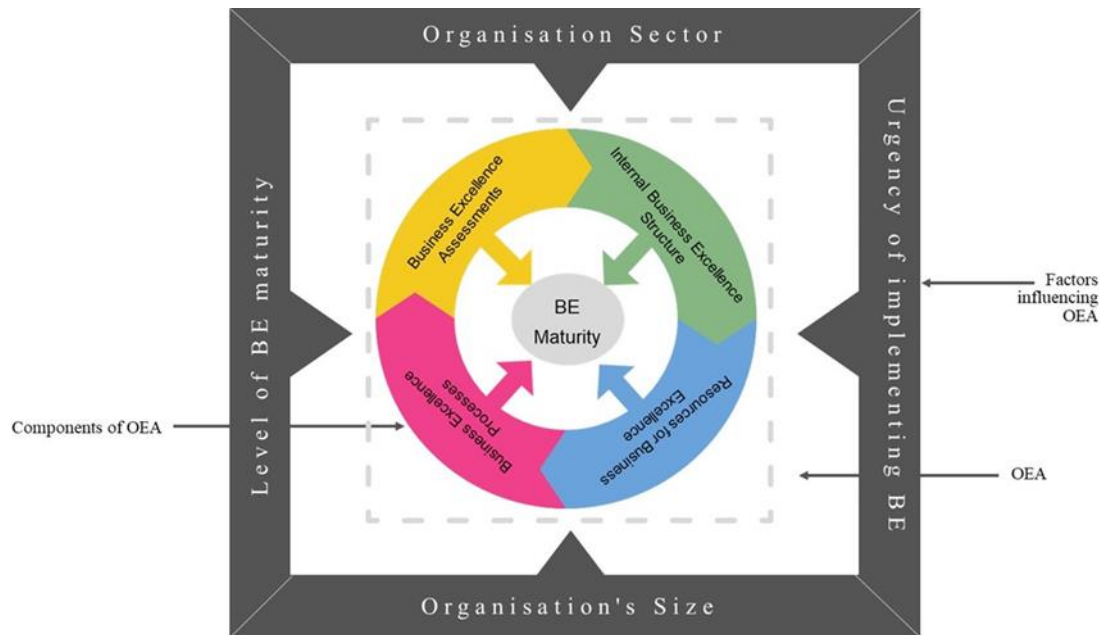 Organisation Sector
Business Excellence
Assessments
Internal Business Excellence
Structure
Level of BE maturity
Urgency of implementing BE
BE
Maturity
Factors
influencing
OEA
Components of OEA
Business Excellence
Processes
Resources for Business
Excellence
OEA
Organisation's Size